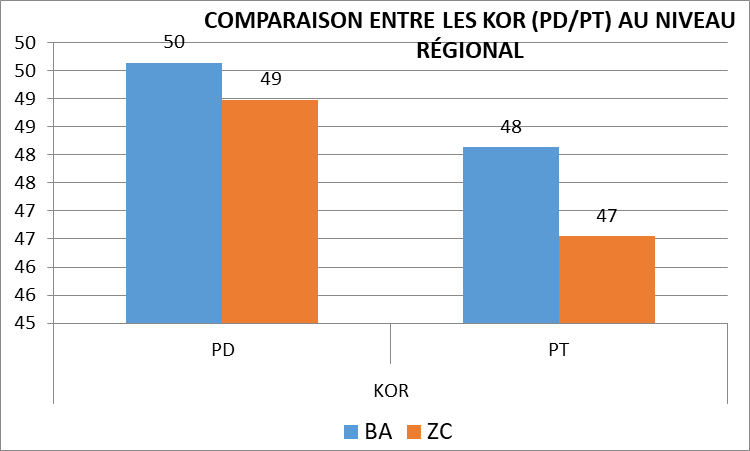 COMPARAISON ENTRE LES KOR (PD/PT) AU NIVEAU
RÉGIONAL
50
50
49
49
48
48
47
47
46
46
45
50
49
48
47
PD
PT
KOR
BA
ZC